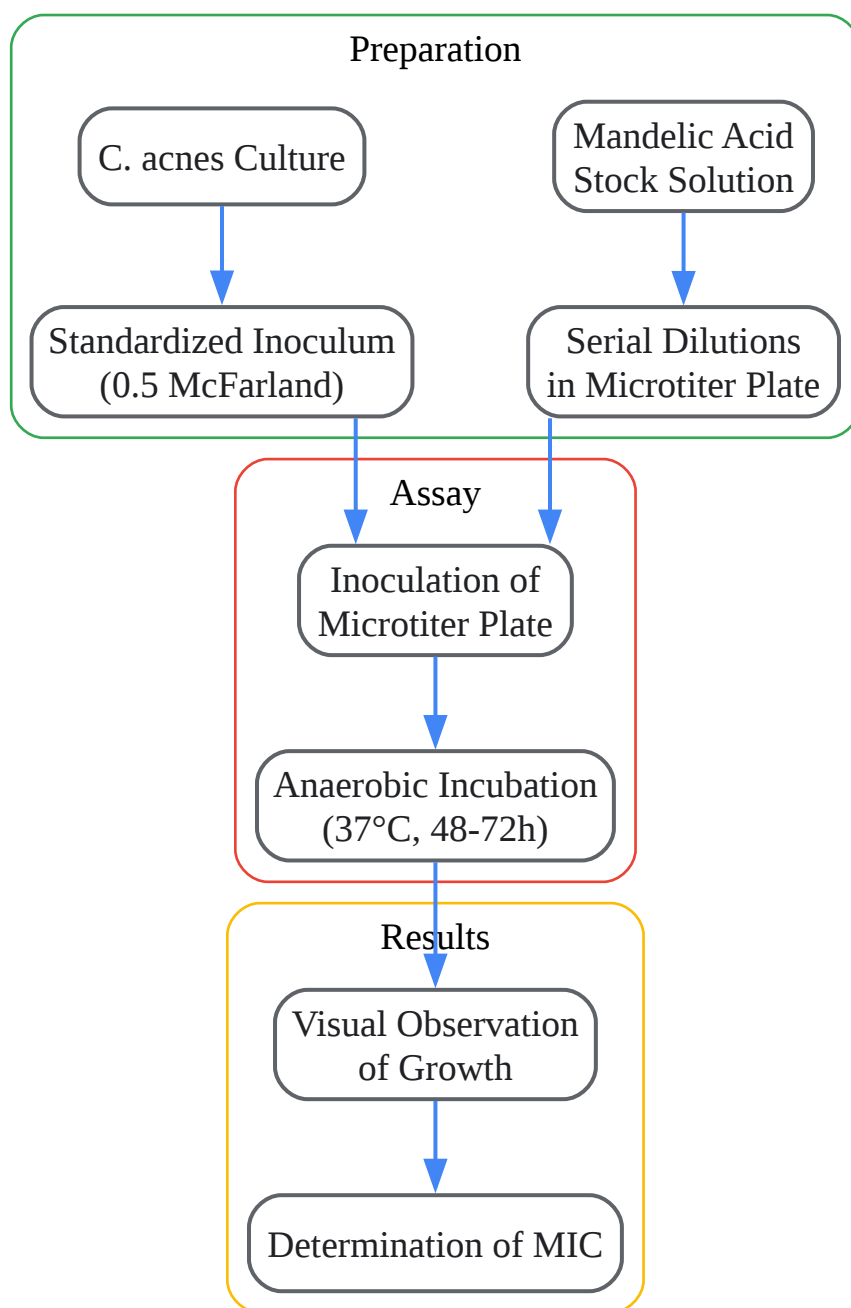 Preparation
C. acnes Culture
Mandelic Acid
Stock Solution
Standardized Inoculum
(0.5 McFarland)
Serial Dilutions
in Microtiter Plate
Assay
Inoculation of
Microtiter Plate
Anaerobic Incubation
(37°C, 48-72h)
Results
Visual Observation
of Growth
Determination of MIC